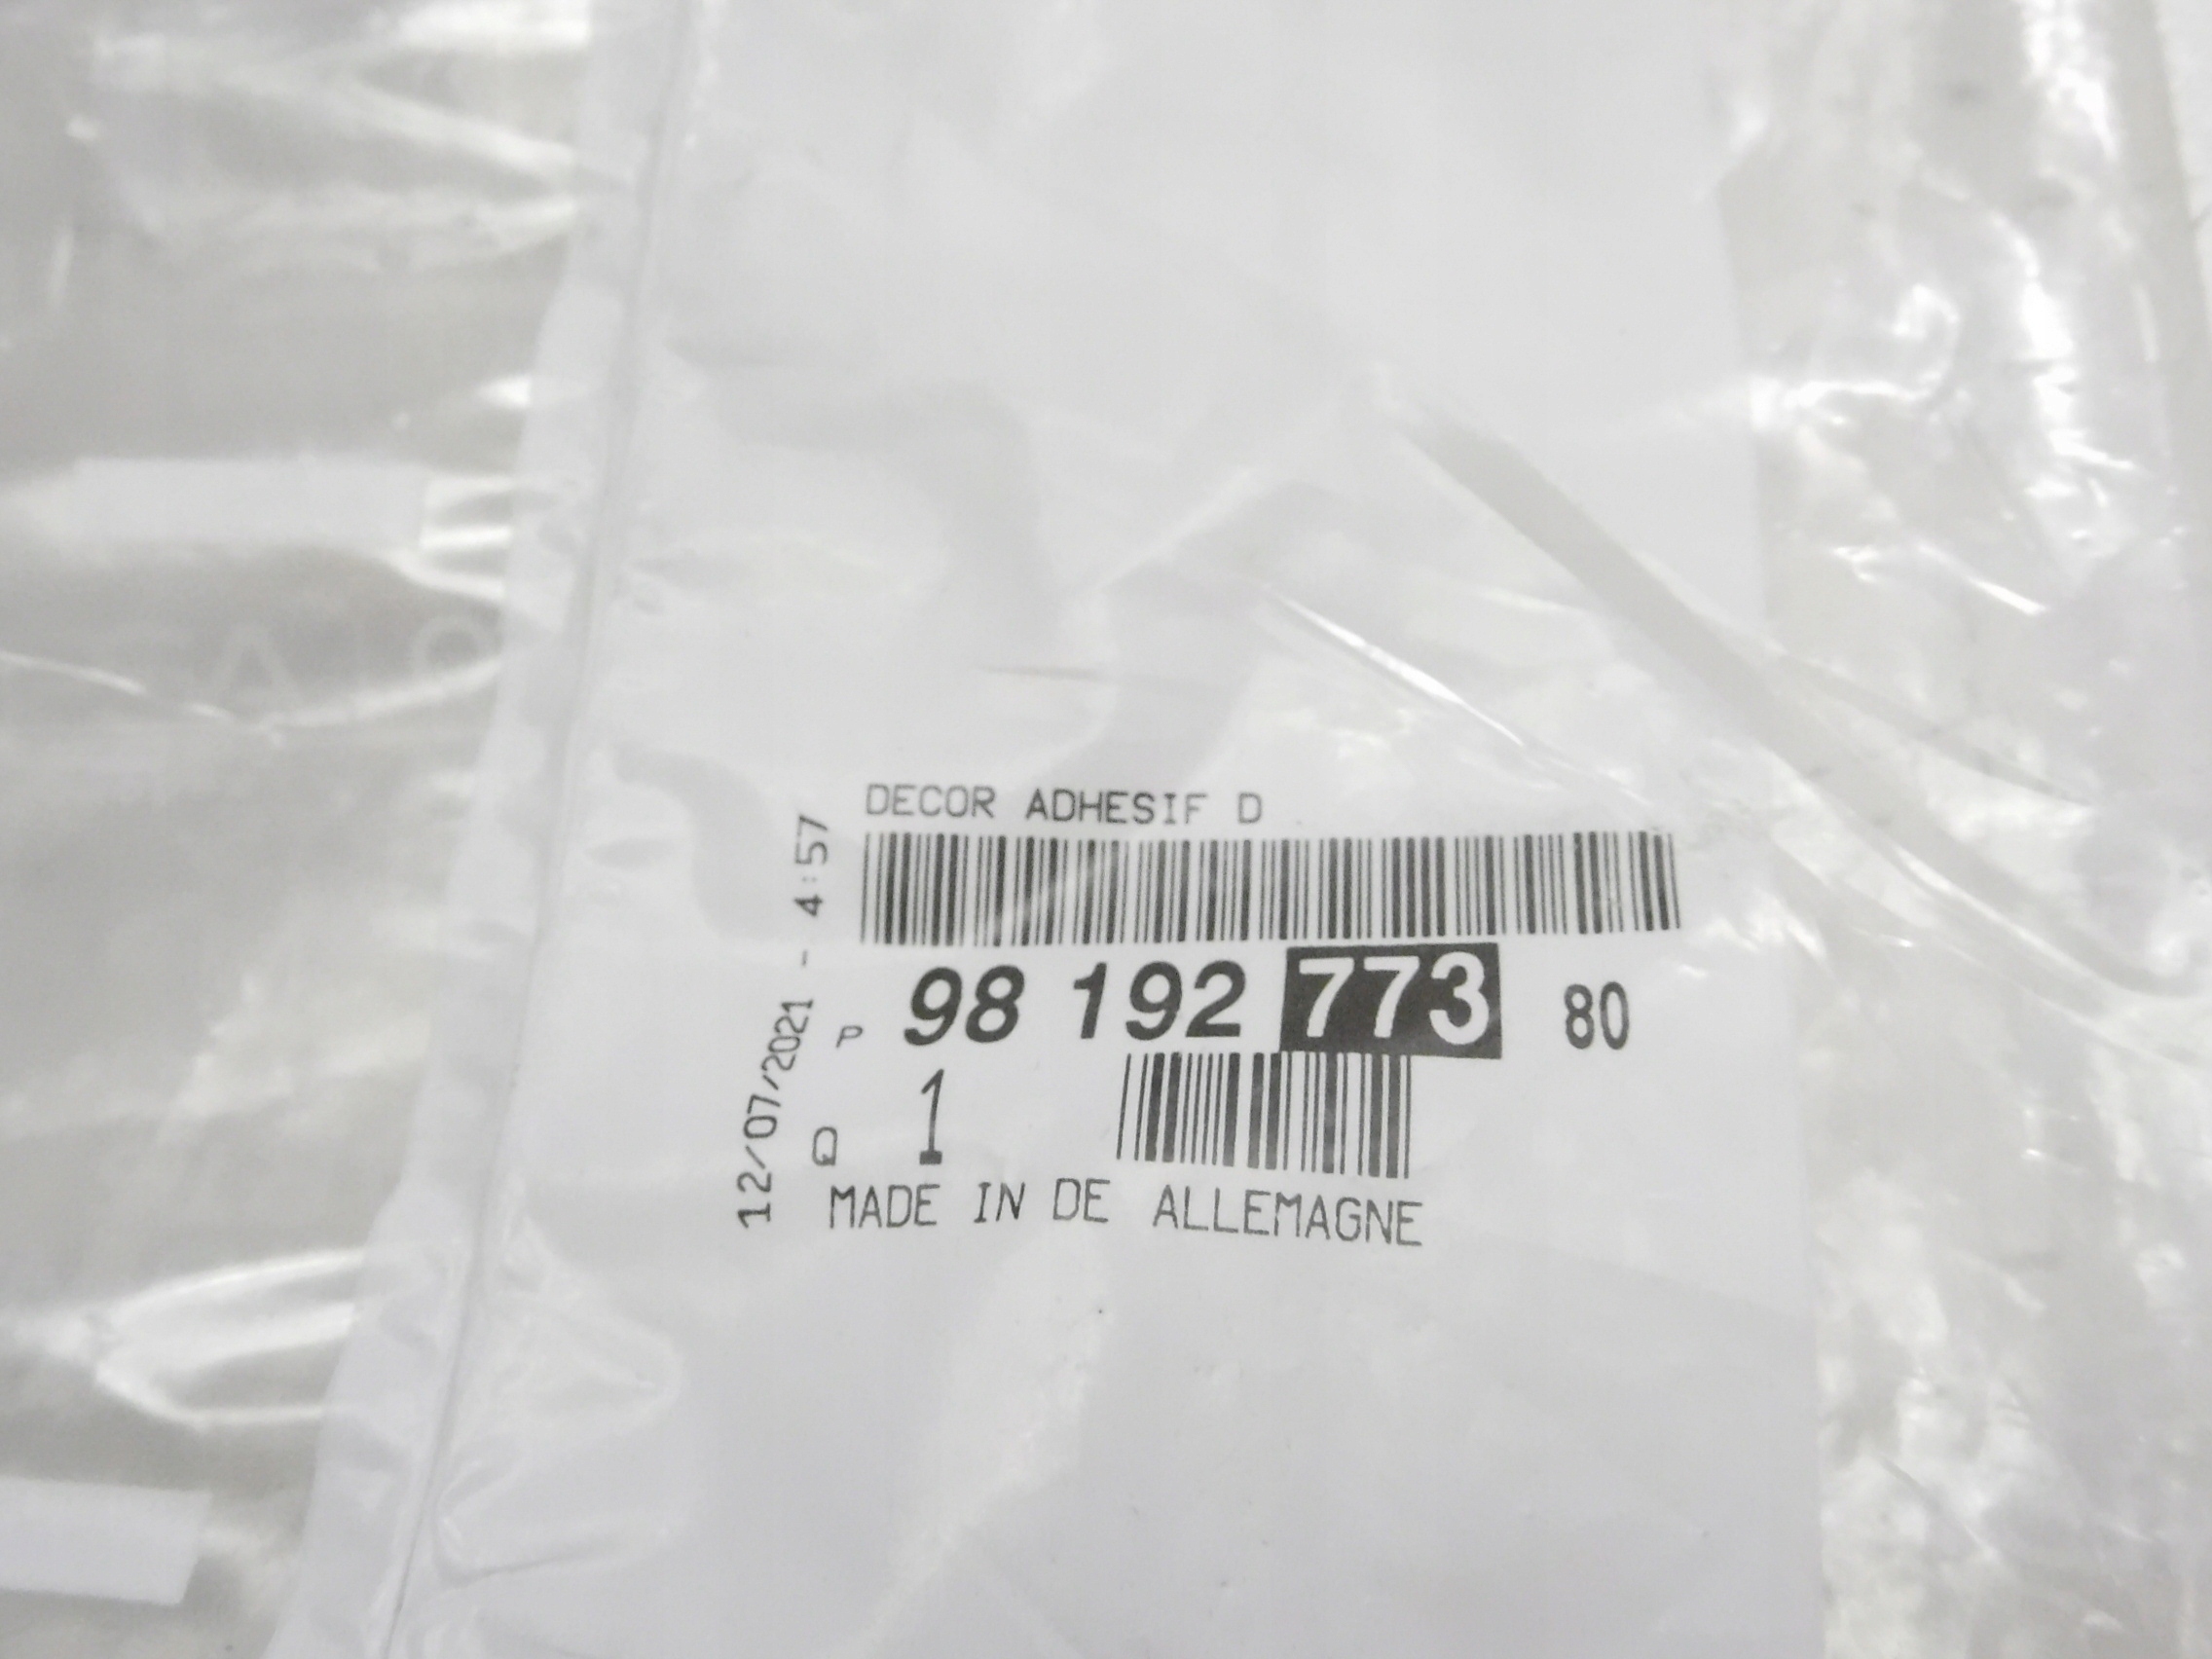 DECOR ADHESIF D
12/07/2021 - 4:57
P 98 192 773 80
Q 1
MADE IN DE ALLEMAGNE